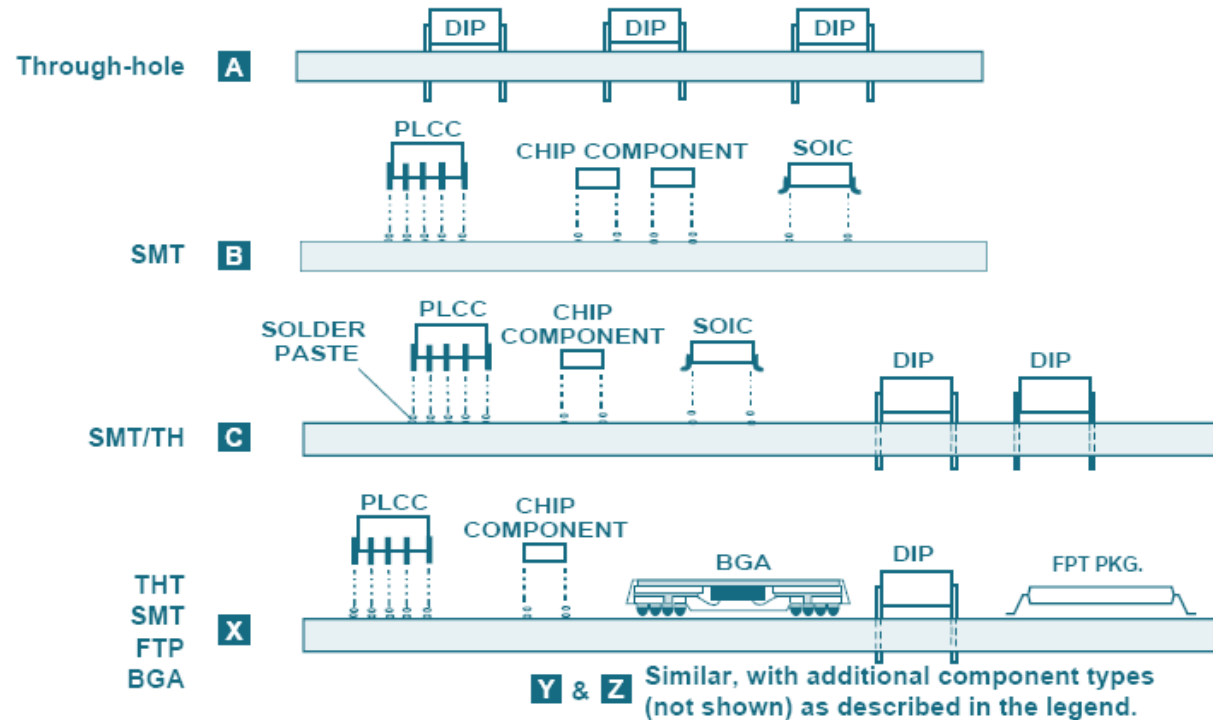 DIP DIP DIP
Through-hole A
PLCC
CHIP COMPONENT
SOIC
SMT B
SOLDER
PASTE
PLCC
CHIP
COMPONENT
SOIC
DIP
DIP
SMT/TH C
PLCC
CHIP
COMPONENT
BGA
DIP
FPT PKG.
THT
SMT
FTP
BGA
X
Y & Z Similar, with additional component types
(not shown) as described in the legend.